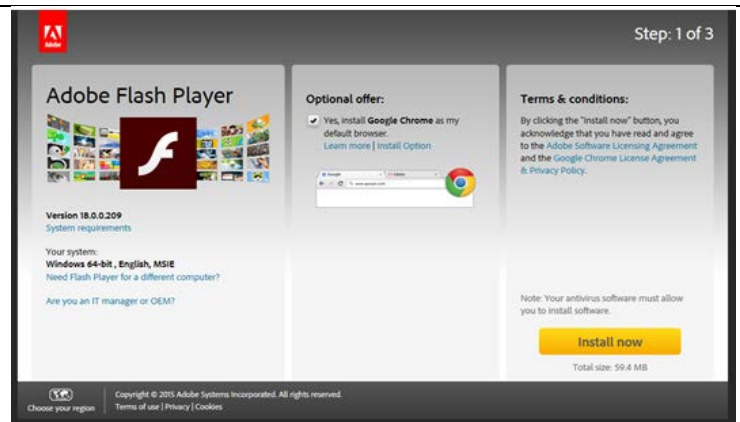 Adobe
Step: 1 of 3
Adobe Flash Player
Version 18.0.0.209
System requirements
Your system:
Windows 64-bit , English, MSIE
Need Flash Player for a different computer?
Are you an IT manager or OEM?
Optional offer:
Yes, install Google Chrome as my
default browser.
Learn more | Install Option
Terms & conditions:
By clicking the "Install now" button, you
acknowledge that you have read and agree
to the Adobe Software Licensing Agreement
and the Google Chrome License Agreement
& Privacy Policy.
Note: Your antivirus software must allow
you to install software.
Install now
Total size: 59.4 MB
Choose your region
Copyright © 2015 Adobe Systems Incorporated. All rights reserved.
Terms of use | Privacy | Cookies